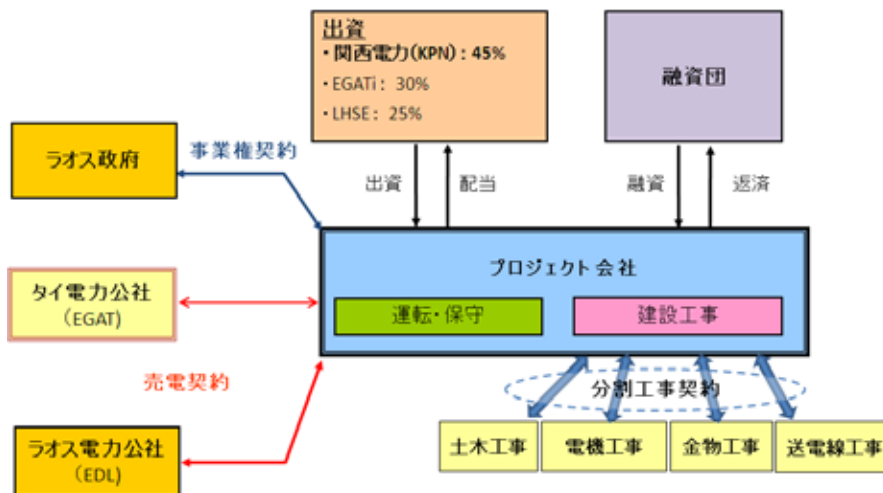 出資
・関西電力(KPN)：45%
・EGATi： 30%
・LHSE： 25%
融資団
ラオス政府
事業権契約
出資
配当
融資
返済
プロジェクト会社
タイ電力公社
（EGAT)
運転・保守
建設工事
売電契約
分割工事契約
ラオス電力公社
（EDL)
土木工事
電機工事
金物工事
送電線工事